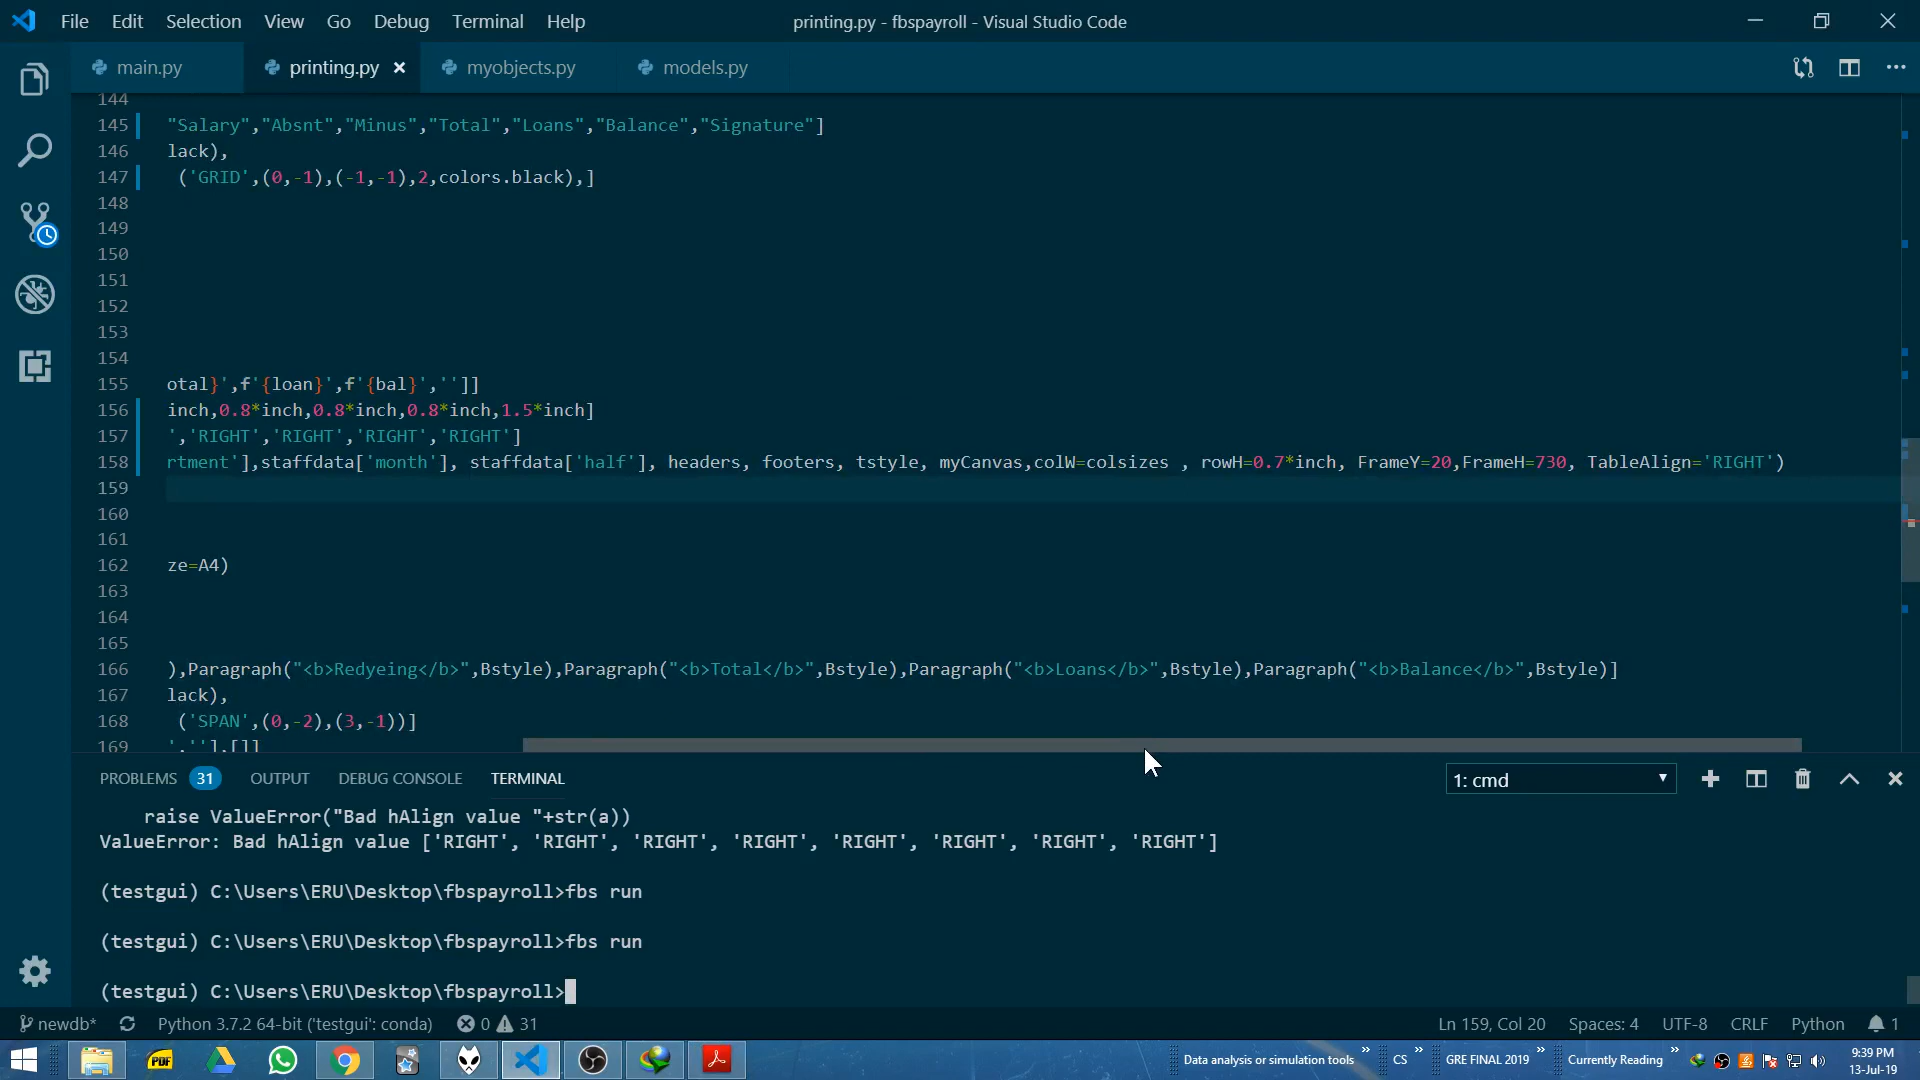 File Edit Selection View Go Debug Terminal Help
printing.py - fbspayroll - Visual Studio Code
main.py printing.py myobjects.py models.py
144
145 "Salary","Absnt","Minus","Total","Loans","Balance","Signature"]
146 lack),
147 ('GRID',(0,-1),(-1,-1),2,colors.black),]
148
149
150
151
152
153
154
155 otal}',f'{loan}',f'{bal}','']]
156 inch,0.8*inch,0.8*inch,0.8*inch,1.5*inch]
157 ','RIGHT','RIGHT','RIGHT','RIGHT']
158 rtment'],staffdata['month'], staffdata['half'], headers, footers, tstyle, myCanvas,colW=colsizes , rowH=0.7*inch, FrameY=20,FrameH=730, TableAlign='RIGHT')
159
160
161
162 ze=A4)
163
164
165
166 ),Paragraph("<b>Redyeing</b>",Bstyle),Paragraph("<b>Total</b>",Bstyle),Paragraph("<b>Loans</b>",Bstyle),Paragraph("<b>Balance</b>",Bstyle)]
167 lack),
168 ('SPAN',(0,-2),(3,-1))]
169 ',''],[]]
PROBLEMS 31 OUTPUT DEBUG CONSOLE TERMINAL 1: cmd
raise ValueError("Bad hAlign value "+str(a))
ValueError: Bad hAlign value ['RIGHT', 'RIGHT', 'RIGHT', 'RIGHT', 'RIGHT', 'RIGHT', 'RIGHT', 'RIGHT']
(testgui) C:\Users\ERU\Desktop\fbspayroll>fbs run
(testgui) C:\Users\ERU\Desktop\fbspayroll>fbs run
(testgui) C:\Users\ERU\Desktop\fbspayroll>
newdb* Python 3.7.2 64-bit ('testgui': conda) 0 31 Ln 159, Col 20 Spaces: 4 UTF-8 CRLF Python 1
PDF Data analysis or simulation tools » CS » GRE FINAL 2019 » Currently Reading » 9:39 PM
13-Jul-19